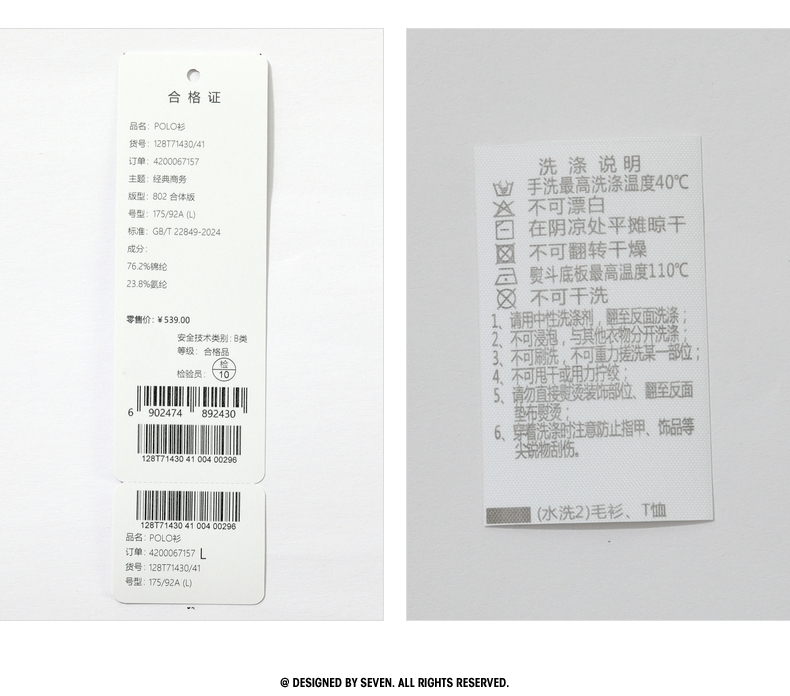 合格证
品名: POLO衫
货号: 128T71430/41
订单: 4200067157
主题: 经典商务
版型: 802 合体版
号型: 175/92A (L)
标准: GB/T 22849-2024
成分:
76.2%锦纶
23.8%氨纶
零售价: ¥539.00
安全技术类别: B类
等级: 合格品
检验员: 检 10
6 902474 892430
128T71430 41 004 00296
128T71430 41 004 00296
品名: POLO衫
订单: 4200067157 L
货号: 128T71430/41
号型: 175/92A (L)
洗涤说明
手洗最高洗涤温度40℃
不可漂白
在阴凉处平摊晾干
不可翻转干燥
熨斗底板最高温度110℃
不可干洗
1、请用中性洗涤剂，翻至反面洗涤；
2、不可浸泡，与其他衣物分开洗涤；
3、不可刷洗，不可重力搓洗某一部位；
4、不可甩干或用力拧绞；
5、请勿直接熨烫装饰部位、翻至反面
垫布熨烫；
6、穿着洗涤时注意防止指甲、饰品等
尖锐物刮伤。
(水洗2)毛衫、T恤
@ DESIGNED BY SEVEN. ALL RIGHTS RESERVED.